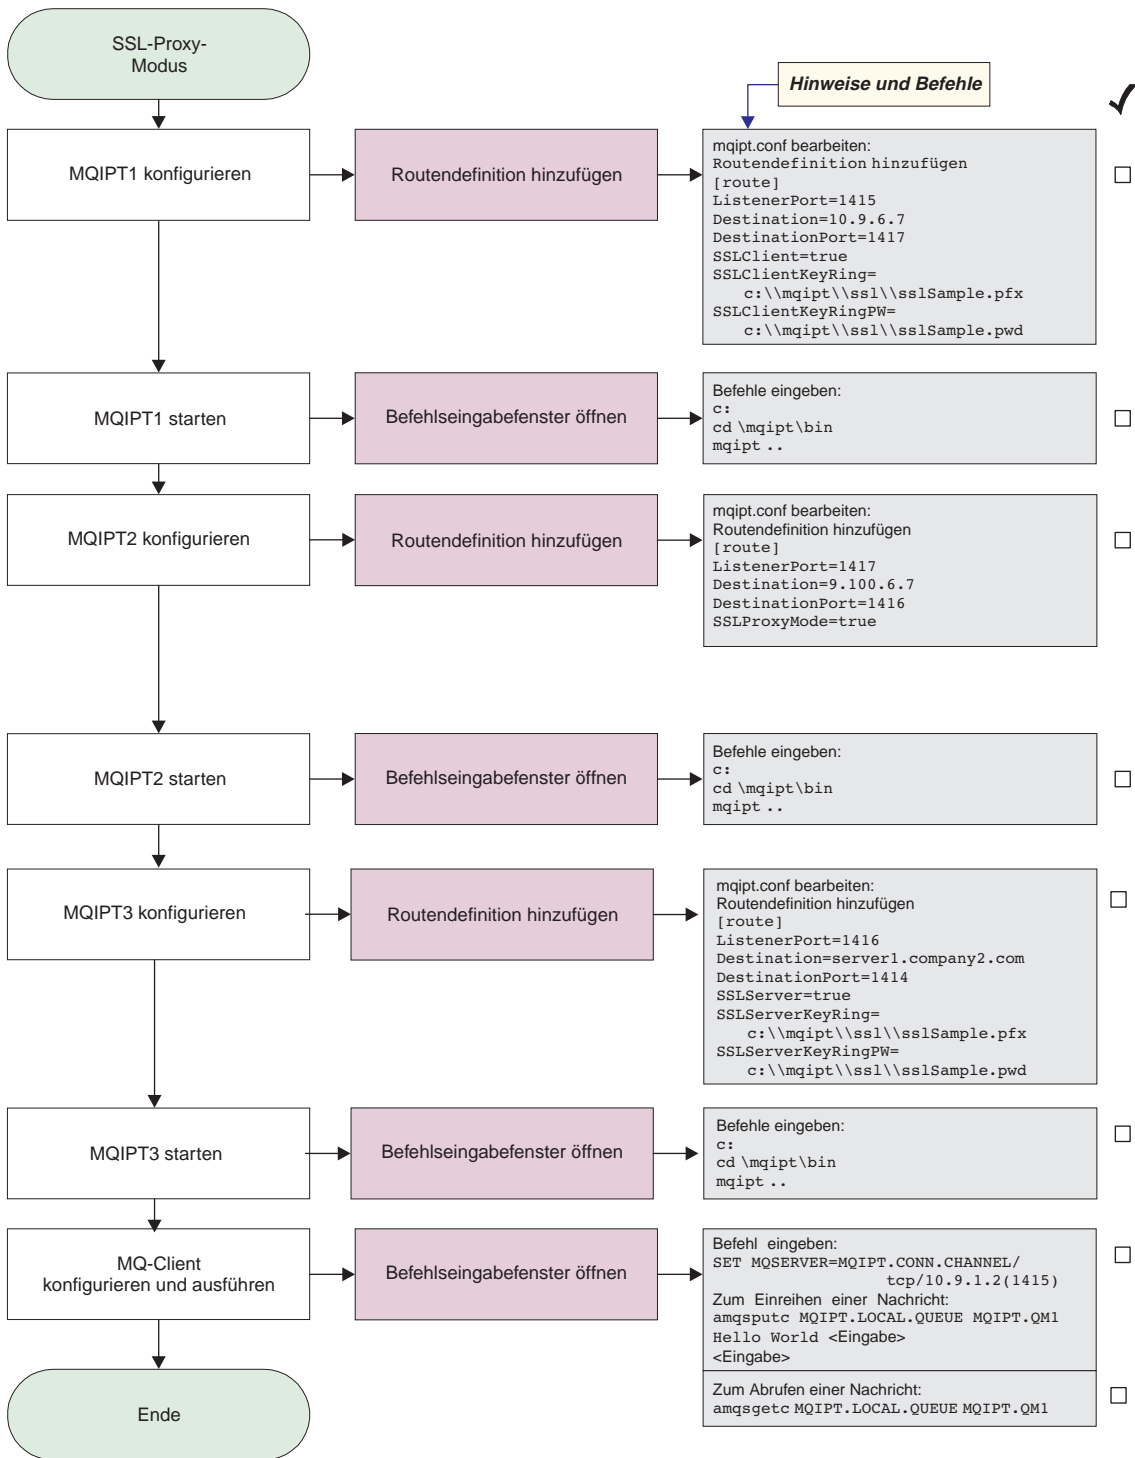 SSL-Proxy-
Modus
Hinweise und Befehle
MQIPT1 konfigurieren
Routendefinition hinzufügen
mqipt.conf bearbeiten:
Routendefinition hinzufügen
[route]
ListenerPort=1415
Destination=10.9.6.7
DestinationPort=1417
SSLClient=true
SSLClientKeyRing=
c:\\mqipt\\ssl\\sslSample.pfx
SSLClientKeyRingPW=
c:\\mqipt\\ssl\\sslSample.pwd
MQIPT1 starten
Befehlseingabefenster öffnen
Befehle eingeben:
c:
cd \mqipt\bin
mqipt ..
MQIPT2 konfigurieren
Routendefinition hinzufügen
mqipt.conf bearbeiten:
Routendefinition hinzufügen
[route]
ListenerPort=1417
Destination=9.100.6.7
DestinationPort=1416
SSLProxyMode=true
MQIPT2 starten
Befehlseingabefenster öffnen
Befehle eingeben:
c:
cd \mqipt\bin
mqipt ..
MQIPT3 konfigurieren
Routendefinition hinzufügen
mqipt.conf bearbeiten:
Routendefinition hinzufügen
[route]
ListenerPort=1416
Destination=server1.company2.com
DestinationPort=1414
SSLServer=true
SSLServerKeyRing=
c:\\mqipt\\ssl\\sslSample.pfx
SSLServerKeyRingPW=
c:\\mqipt\\ssl\\sslSample.pwd
MQIPT3 starten
Befehlseingabefenster öffnen
Befehle eingeben:
c:
cd \mqipt\bin
mqipt ..
MQ-Client
konfigurieren und ausführen
Befehlseingabefenster öffnen
Befehl eingeben:
SET MQSERVER=MQIPT.CONN.CHANNEL/
tcp/10.9.1.2(1415)
Zum Einreihen einer Nachricht:
amqsputc MQIPT.LOCAL.QUEUE MQIPT.QM1
Hello World <Eingabe>
<Eingabe>
Zum Abrufen einer Nachricht:
amqsgetc MQIPT.LOCAL.QUEUE MQIPT.QM1
Ende